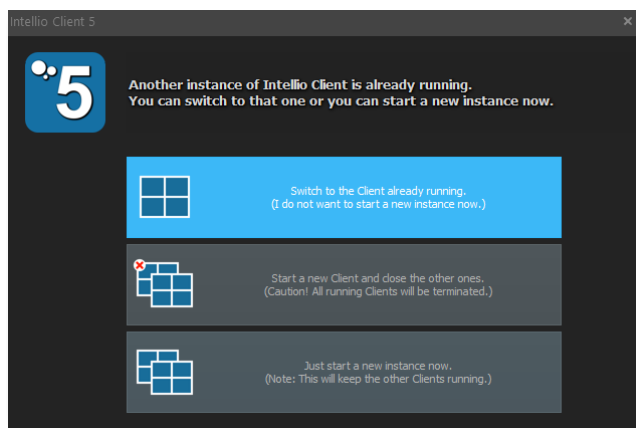 Intellio Client 5
5
Another instance of Intellio Client is already running.
You can switch to that one or you can start a new instance now.
Switch to the Client already running.
(I do not want to start a new instance now.)
Start a new Client and close the other ones.
(Caution! All running Clients will be terminated.)
Just start a new instance now.
(Note: This will keep the other Clients running.)